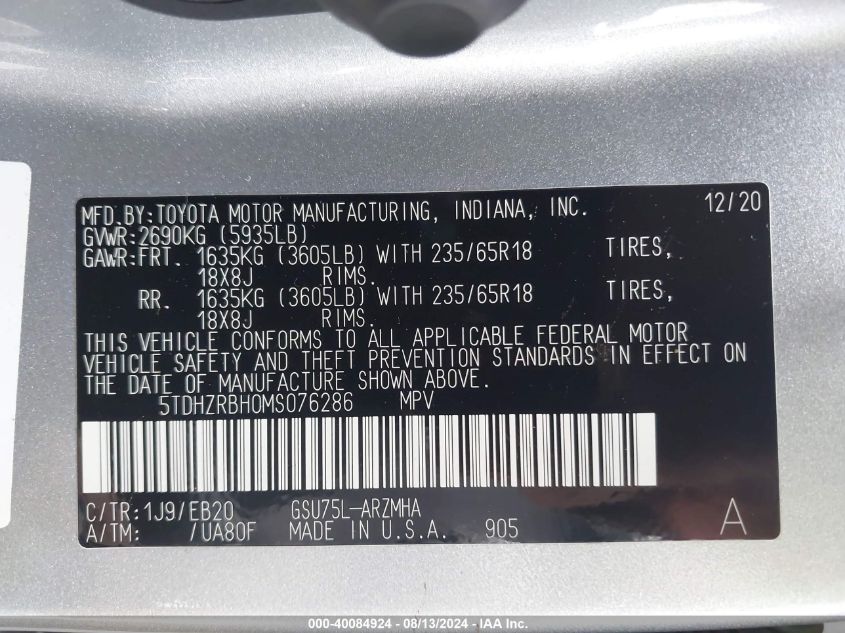 MFD.BY:TOYOTA MOTOR MANUFACTURING, INDIANA, INC. 12/20
GVWR:2690KG (5935LB)
GAWR:FRT. 1635KG (3605LB) WITH 235/65R18 TIRES,
18X8J RIMS.
RR. 1635KG (3605LB) WITH 235/65R18 TIRES,
18X8J RIMS.
THIS VEHICLE CONFORMS TO ALL APPLICABLE FEDERAL MOTOR
VEHICLE SAFETY AND THEFT PREVENTION STANDARDS IN EFFECT ON
THE DATE OF MANUFACTURE SHOWN ABOVE.
5TDHZRBH0MS076286 MPV
C/TR:1J9/EB20 GSU75L-ARZMHA
A/TM: /UA80F MADE IN U.S.A. 905 A
000-40084924 - 08/13/2024 - IAA Inc.